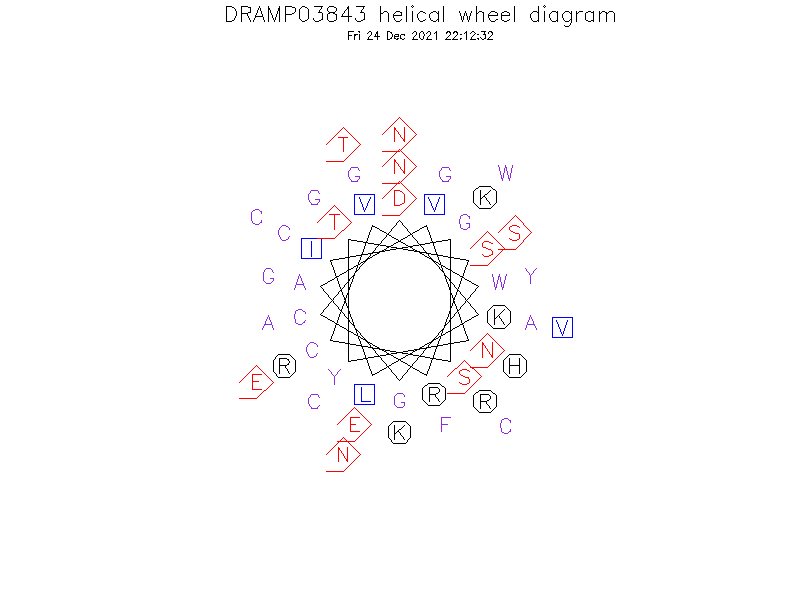 DRAMP03843 helical wheel diagram
Fri 24 Dec 2021 22:12:32
T N
N
G G W
V D V K
G T G
C C I S S
G A W Y
A C K A V
C N
E R Y S H
C L G R R
E K F C
N